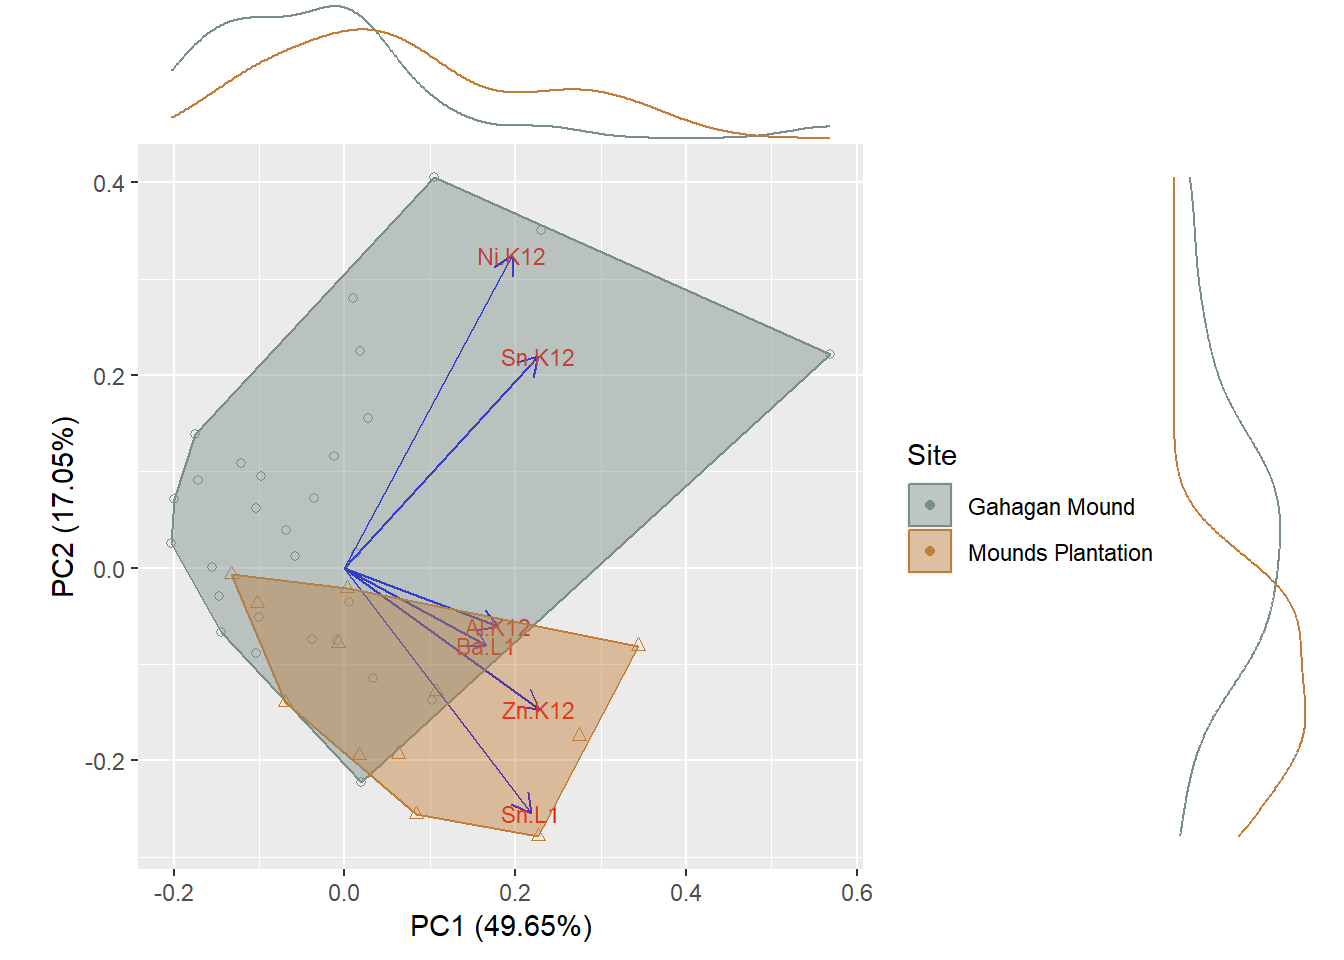 0.4
0.2
0.0
-0.2
PC2 (17.05%)
Ni.K12
Sn.K12
Al.K12
Ba.L1
Zn.K12
Sn.L1
-0.2
0.0
0.2
0.4
0.6
PC1 (49.65%)
Site
Gahagan Mound
Mounds Plantation